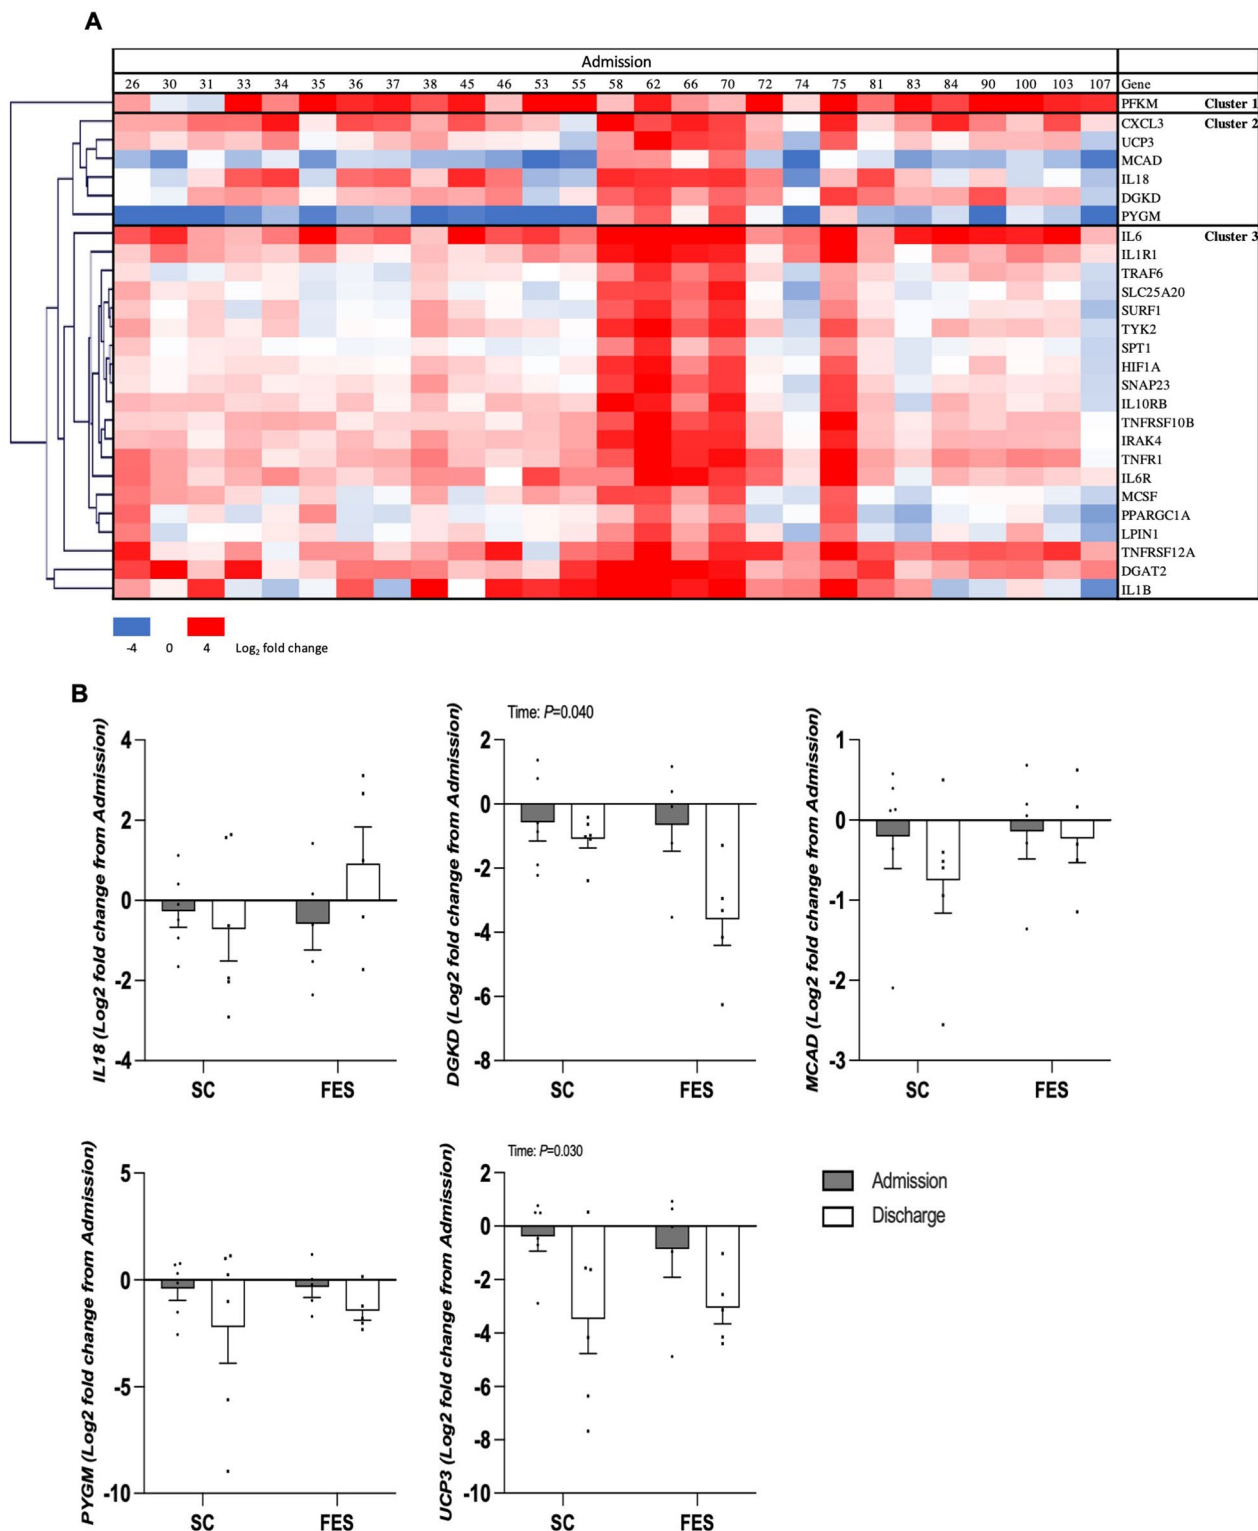 A
Admission
26 30 31 33 34 35 36 37 38 45 46 53 55 58 62 66 70 72 74 75 81 83 84 90 100 103 107 Gene
PFKM Cluster 1
CXCL3 Cluster 2
UCP3
MCAD
IL18
DGKD
PYGM
IL6 Cluster 3
IL1R1
TRAF6
SLC25A20
SURF1
TYK2
SPT1
HIF1A
SNAP23
IL10RB
TNFRSF10B
IRAK4
TNFR1
IL6R
MCSF
PPARGC1A
LPIN1
TNFRSF12A
DGAT2
IL1B
-4 0 4 Log₂ fold change
B
IL18 (Log2 fold change from Admission)
4
2
0
-2
-4
SC FES
Time: P=0.040
DGKD (Log2 fold change from Admission)
2
0
-2
-4
-6
-8
SC FES
MCAD (Log2 fold change from Admission)
1
0
-1
-2
-3
SC FES
PYGM (Log2 fold change from Admission)
5
0
-5
-10
SC FES
Time: P=0.030
UCP3 (Log2 fold change from Admission)
2
0
-2
-4
-6
-8
-10
SC FES
Admission
Discharge